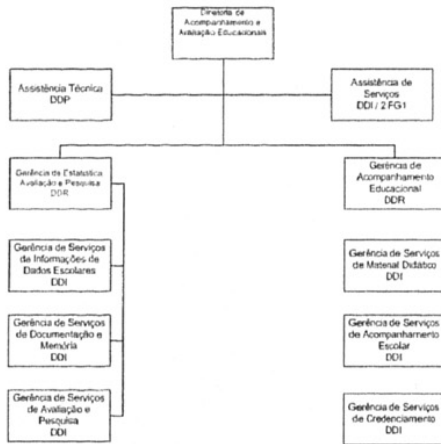 Diretoria de
Acompanhamento e
Avaliação Educacionais
Assistência Técnica
DDP
Assistência de
Serviços
DDI / 2 FG1
Gerência de Estatística
Avaliação e Pesquisa
DDR
Gerência de
Acompanhamento
Educacional
DDR
Gerência de Serviços
de Informações de
Dados Escolares
DDI
Gerência de Serviços
de Material Didático
DDI
Gerência de Serviços
de Documentação e
Memória
DDI
Gerência de Serviços
de Acompanhamento
Escolar
DDI
Gerência de Serviços
de Avaliação e
Pesquisa
DDI
Gerência de Serviços
de Credenciamento
DDI